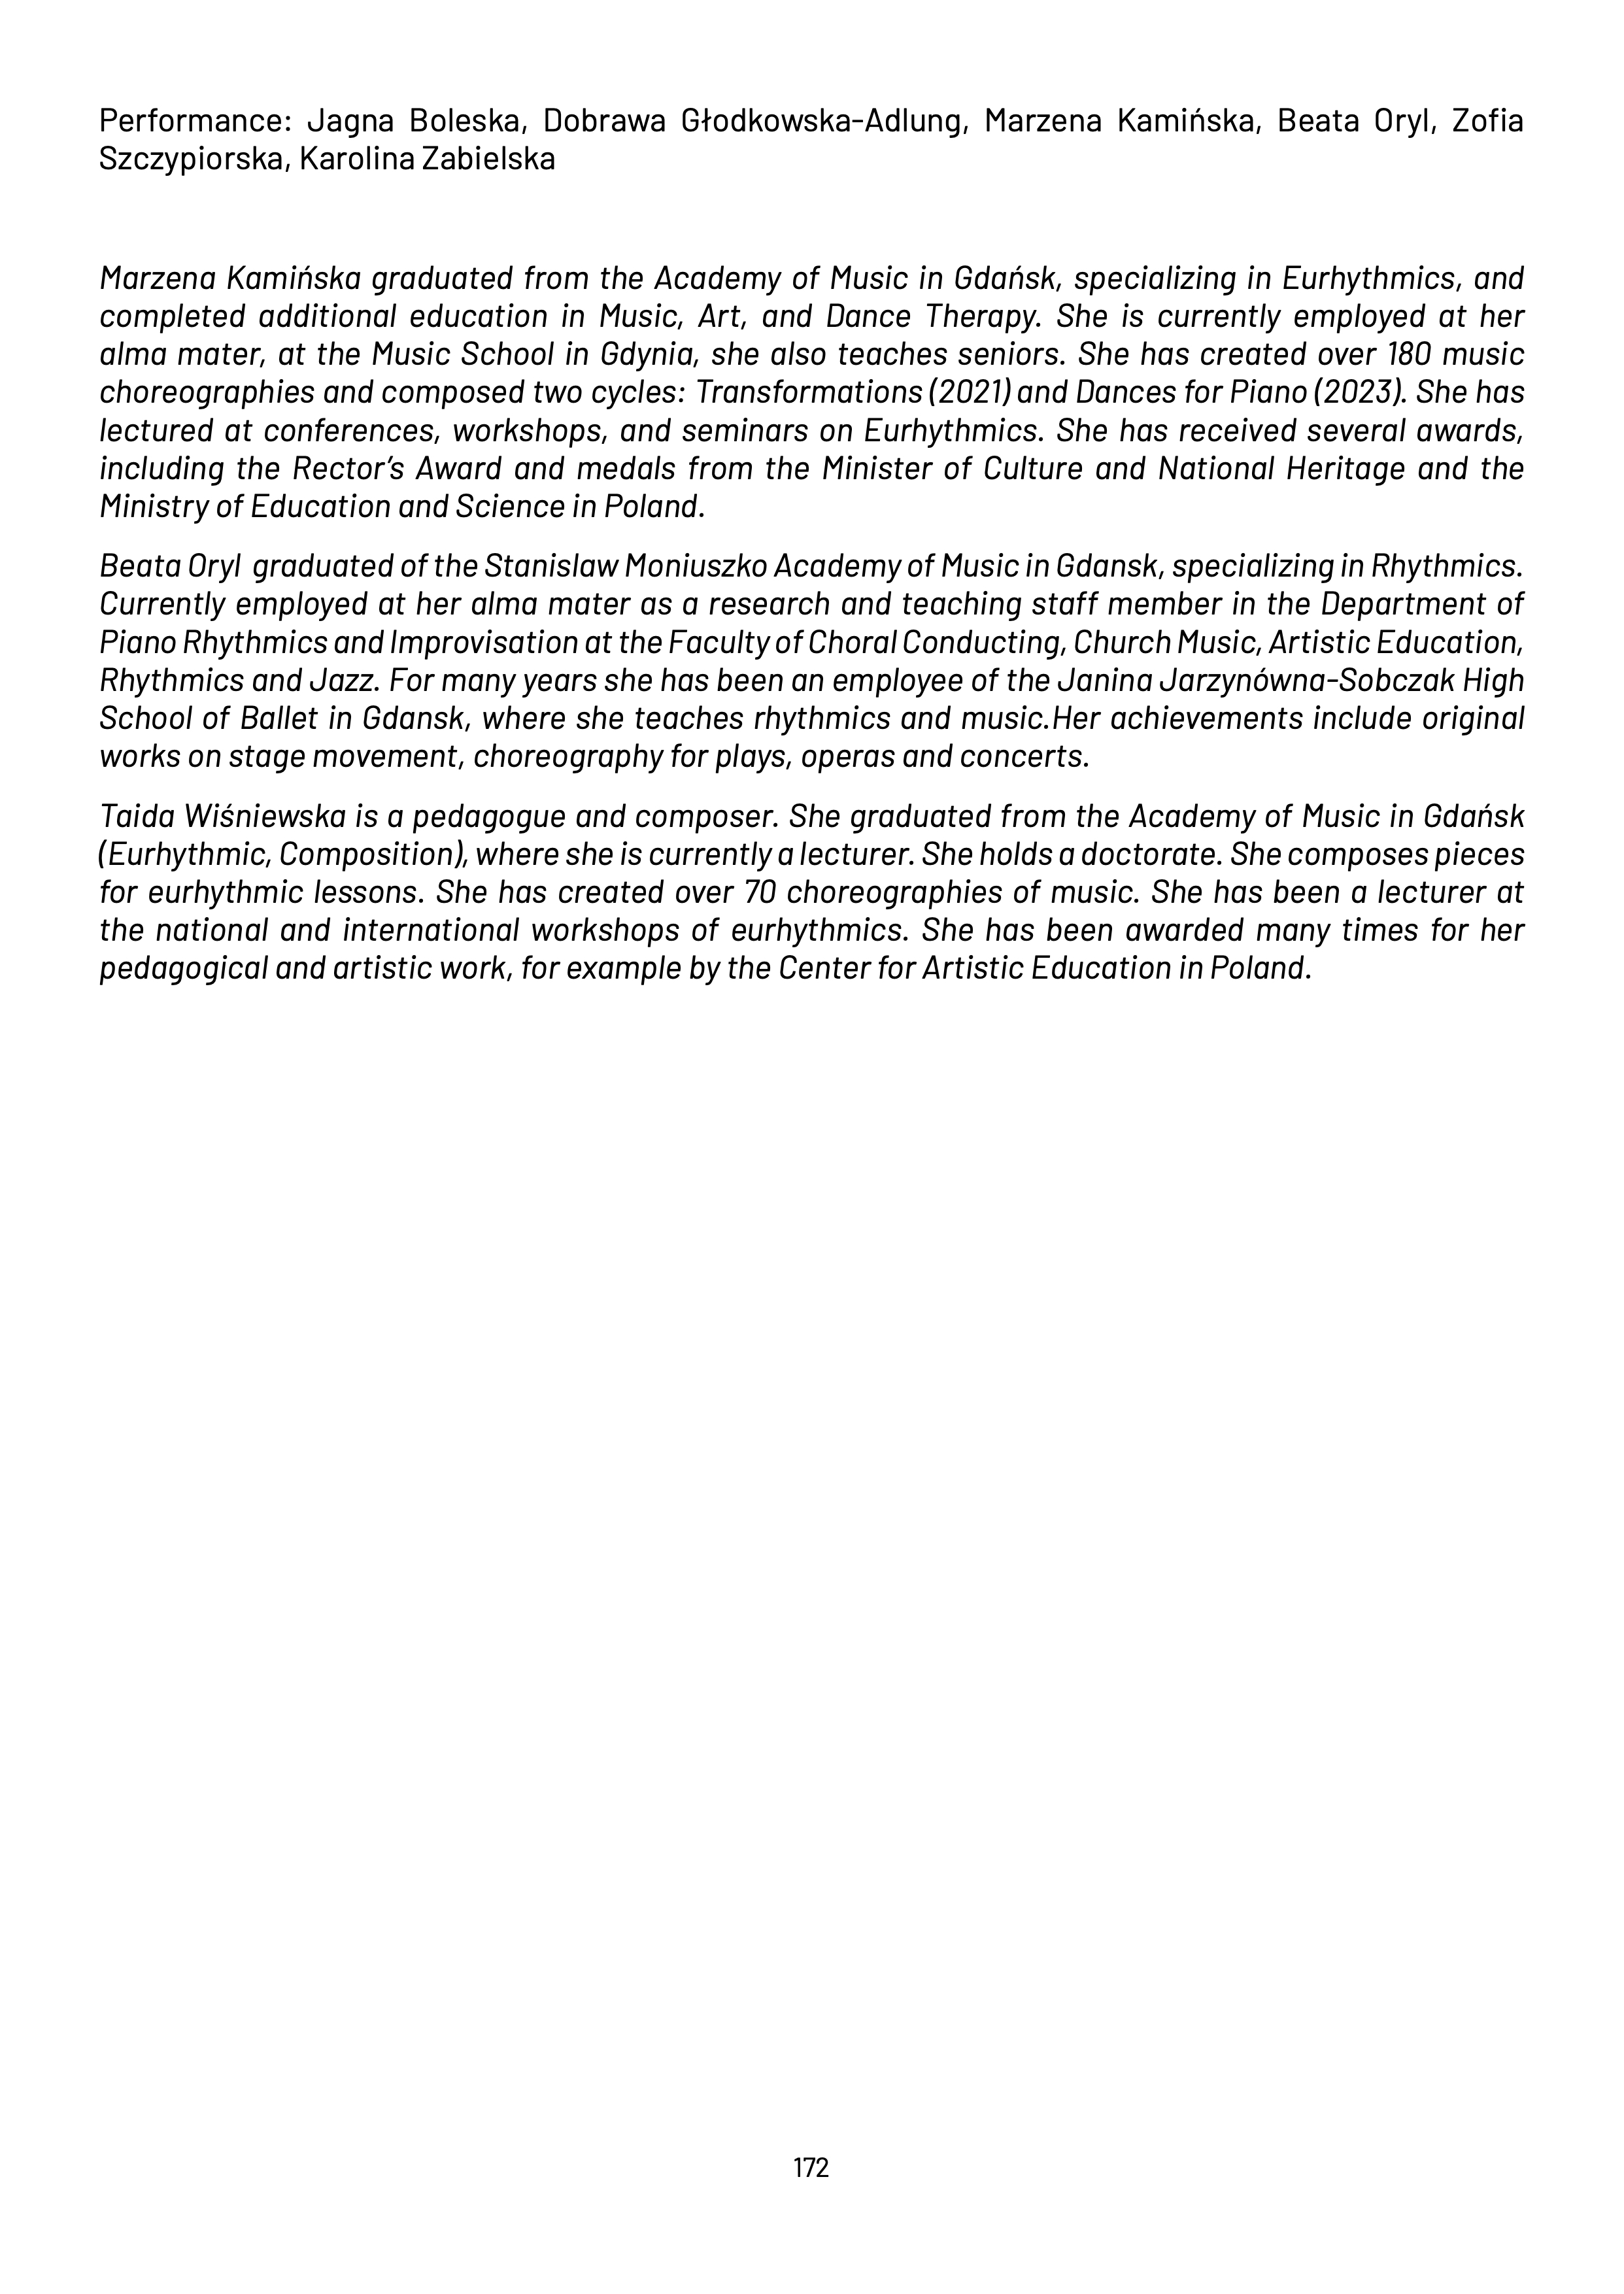 Performance: Jagna Boleska, Dobrawa Głodkowska-Adlung, Marzena Kamińska, Beata Oryl, Zofia
Szczypiorska, Karolina Zabielska
Marzena Kamińska graduated from the Academy of Music in Gdańsk, specializing in Eurhythmics, and
completed additional education in Music, Art, and Dance Therapy. She is currently employed at her
alma mater, at the Music School in Gdynia, she also teaches seniors. She has created over 180 music
choreographies and composed two cycles: Transformations (2021) and Dances for Piano (2023). She has
lectured at conferences, workshops, and seminars on Eurhythmics. She has received several awards,
including the Rector’s Award and medals from the Minister of Culture and National Heritage and the
Ministry of Education and Science in Poland.
Beata Oryl  graduated of the Stanislaw Moniuszko Academy of Music in Gdansk, specializing in Rhythmics.
Currently employed at her alma mater as a research and teaching staff member in the Department of
Piano Rhythmics and Improvisation at the Faculty of Choral Conducting, Church Music, Artistic Education,
Rhythmics and Jazz. For many years she has been an employee of the Janina Jarzynówna-Sobczak High
School of Ballet in Gdansk, where she teaches rhythmics and music.Her achievements include original
works on stage movement, choreography for plays, operas and concerts.
Taida Wiśniewska is a pedagogue and composer. She graduated from the Academy of Music in Gdańsk
(Eurhythmic, Composition), where she is currently a lecturer. She holds a doctorate. She composes pieces
for eurhythmic lessons. She has created over 70 choreographies of music. She has been a lecturer at
the national and international workshops of eurhythmics. She has been awarded many times for her
pedagogical and artistic work, for example by the Center for Artistic Education in Poland.
172